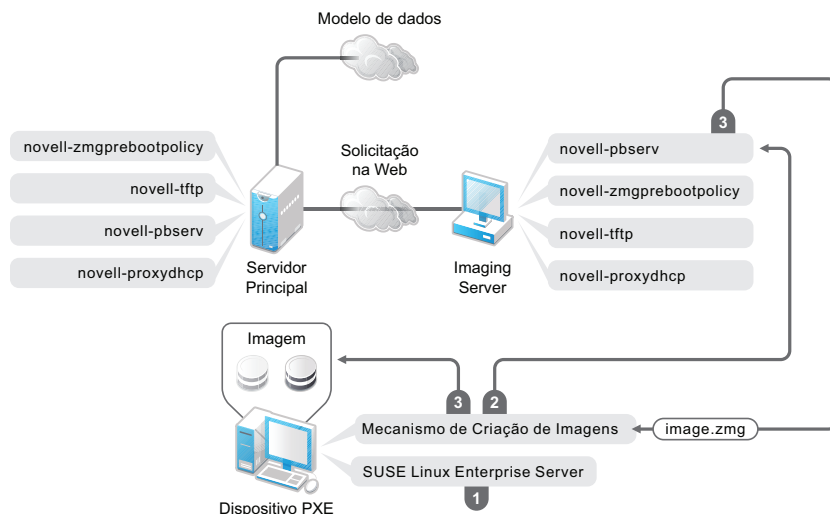 Modelo de dados
3
novell-zmgprebootpolicy
novell-tftp
novell-pbserv
novell-proxydhcp
Solicitação
na Web
novell-pbserv
novell-zmgprebootpolicy
novell-tftp
novell-proxydhcp
Servidor
Principal
Imaging
Server
Imagem
3
2
Mecanismo de Criação de Imagens
image.zmg
SUSE Linux Enterprise Server
1
Dispositivo PXE